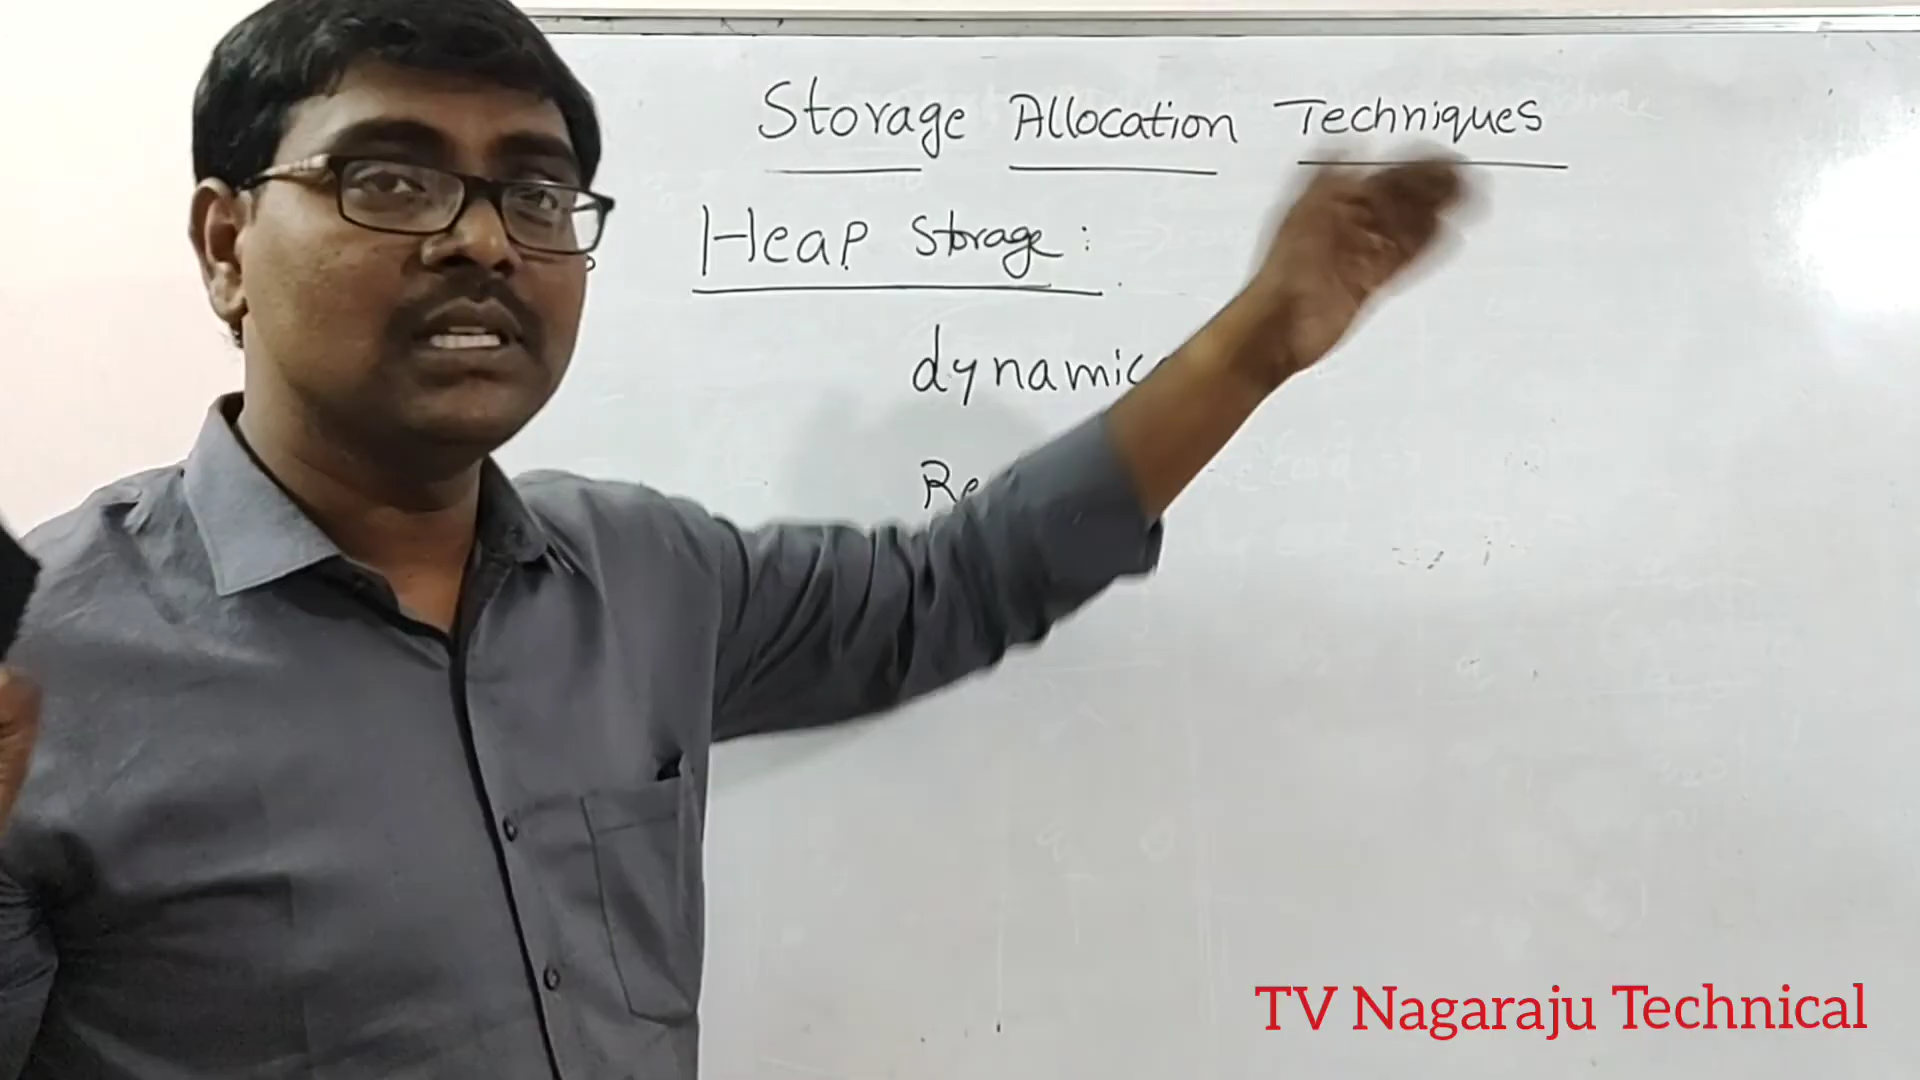 Storage Allocation Techniques
Heap Storage:
dynamic
TV Nagaraju Technical